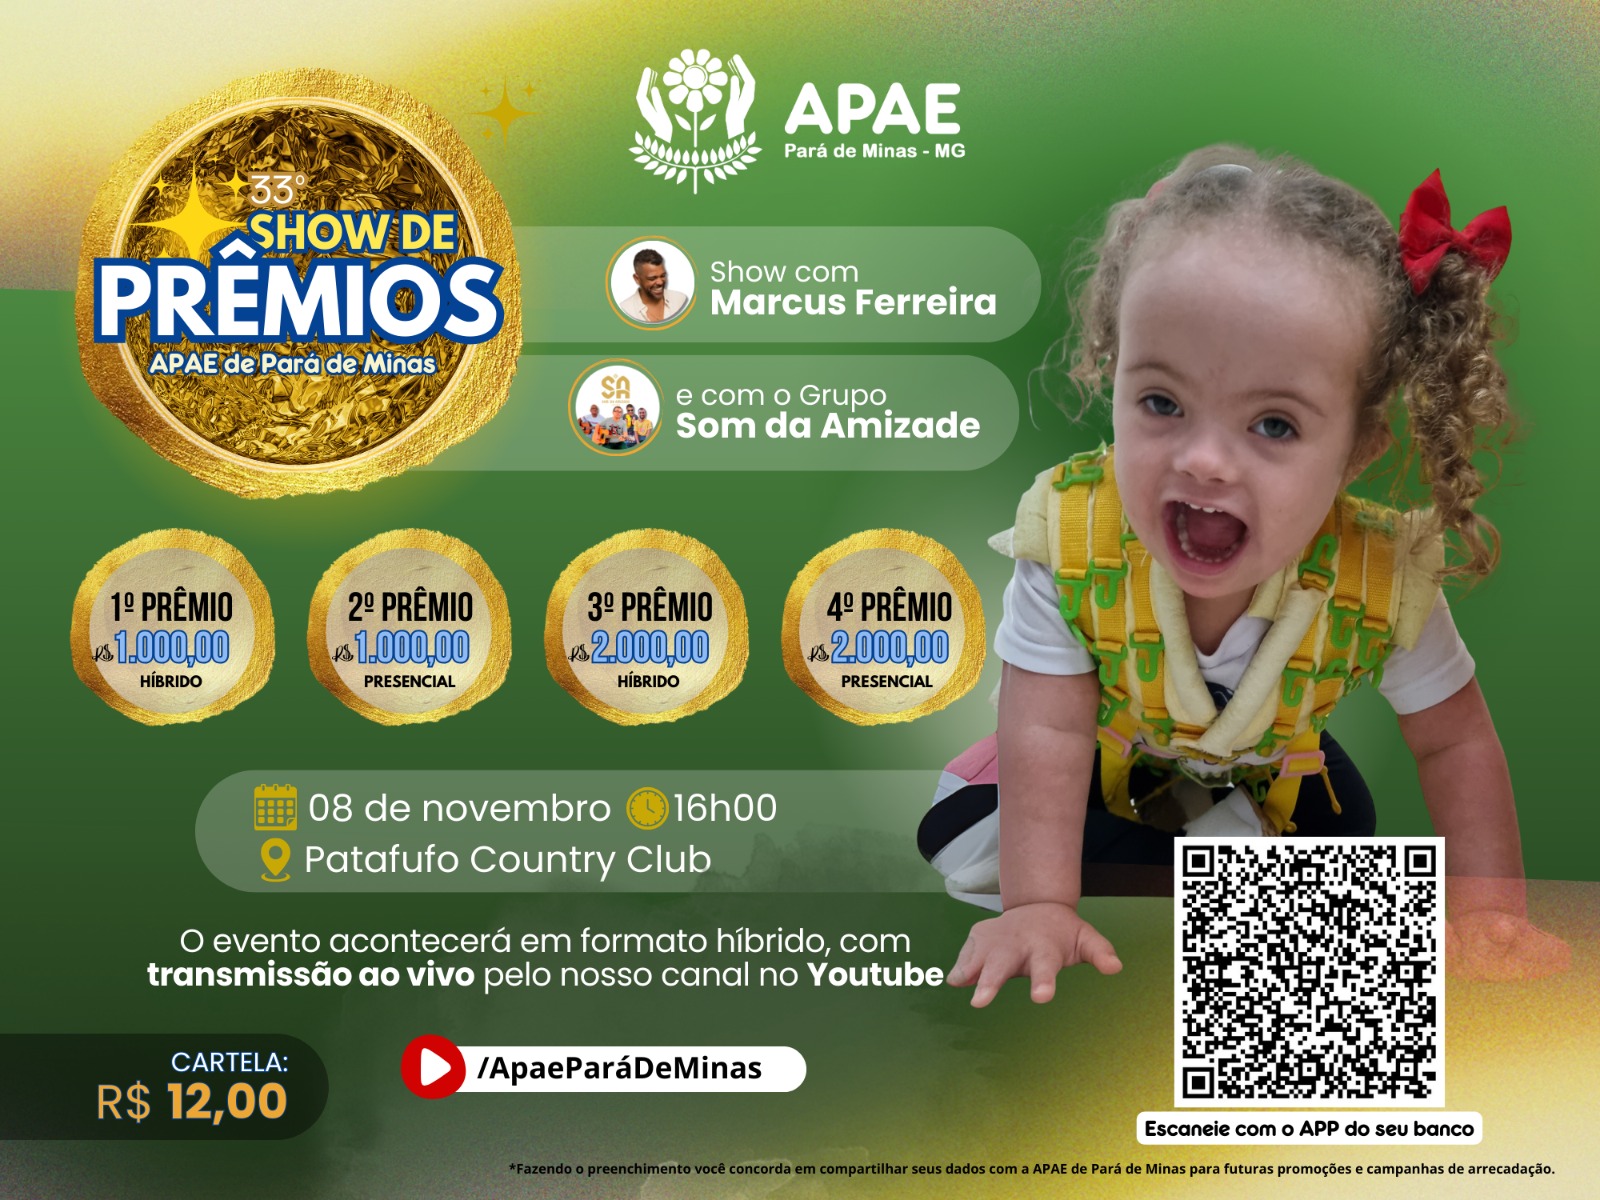 APAE
Pará de Minas - MG
33º
SHOW DE
PRÊMIOS
APAE de Pará de Minas
Show com
Marcus Ferreira
SA
e com o Grupo
Som da Amizade
1º PRÊMIO
R$ 1.000,00
HÍBRIDO
2º PRÊMIO
R$ 1.000,00
PRESENCIAL
3º PRÊMIO
R$ 2.000,00
HÍBRIDO
4º PRÊMIO
R$ 2.000,00
PRESENCIAL
08 de novembro 16h00
Patafufo Country Club
O evento acontecerá em formato híbrido, com
transmissão ao vivo pelo nosso canal no Youtube
CARTELA:
R$ 12,00
/ApaeParáDeMinas
Escaneie com o APP do seu banco
*Fazendo o preenchimento você concorda em compartilhar seus dados com a APAE de Pará de Minas para futuras promoções e campanhas de arrecadação.